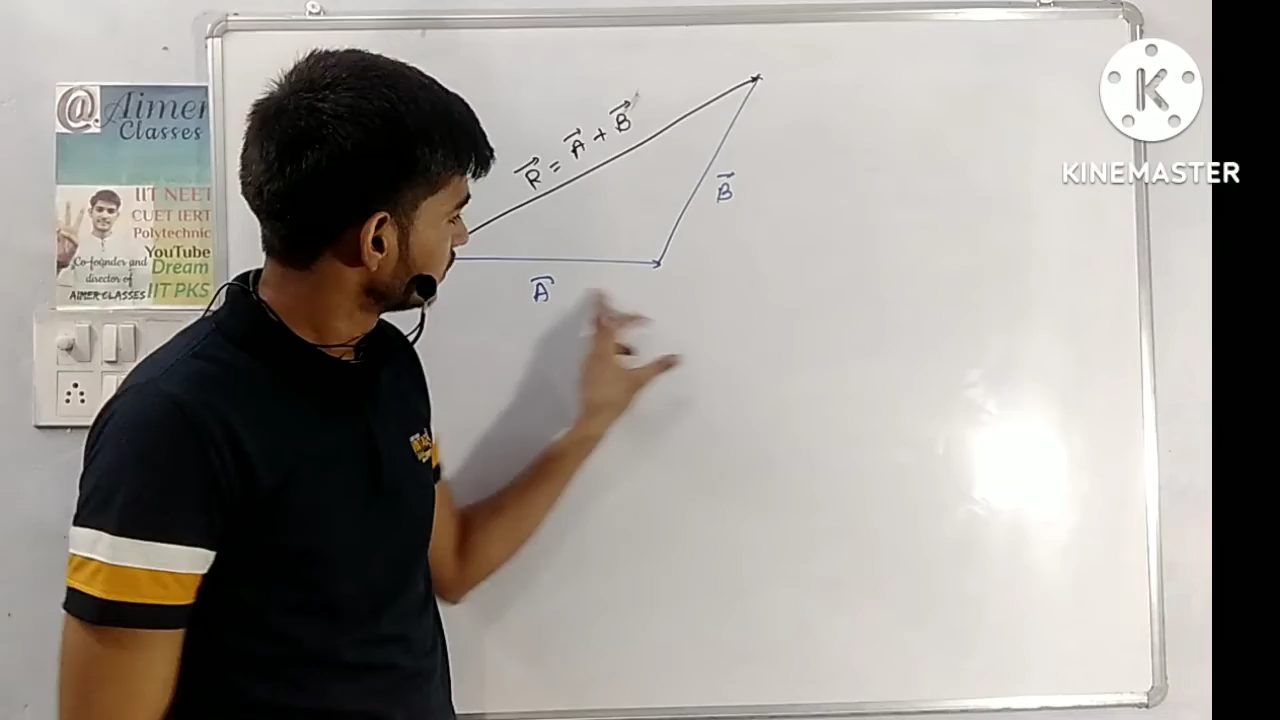 @Aimer
Classes
IIT NEET
CUET IERT
Polytechnic
YouTube
Dream
IIT PKS
Co-founder and
director of
AIMER CLASSES
R = A + B
B
A
K
KINEMASTER